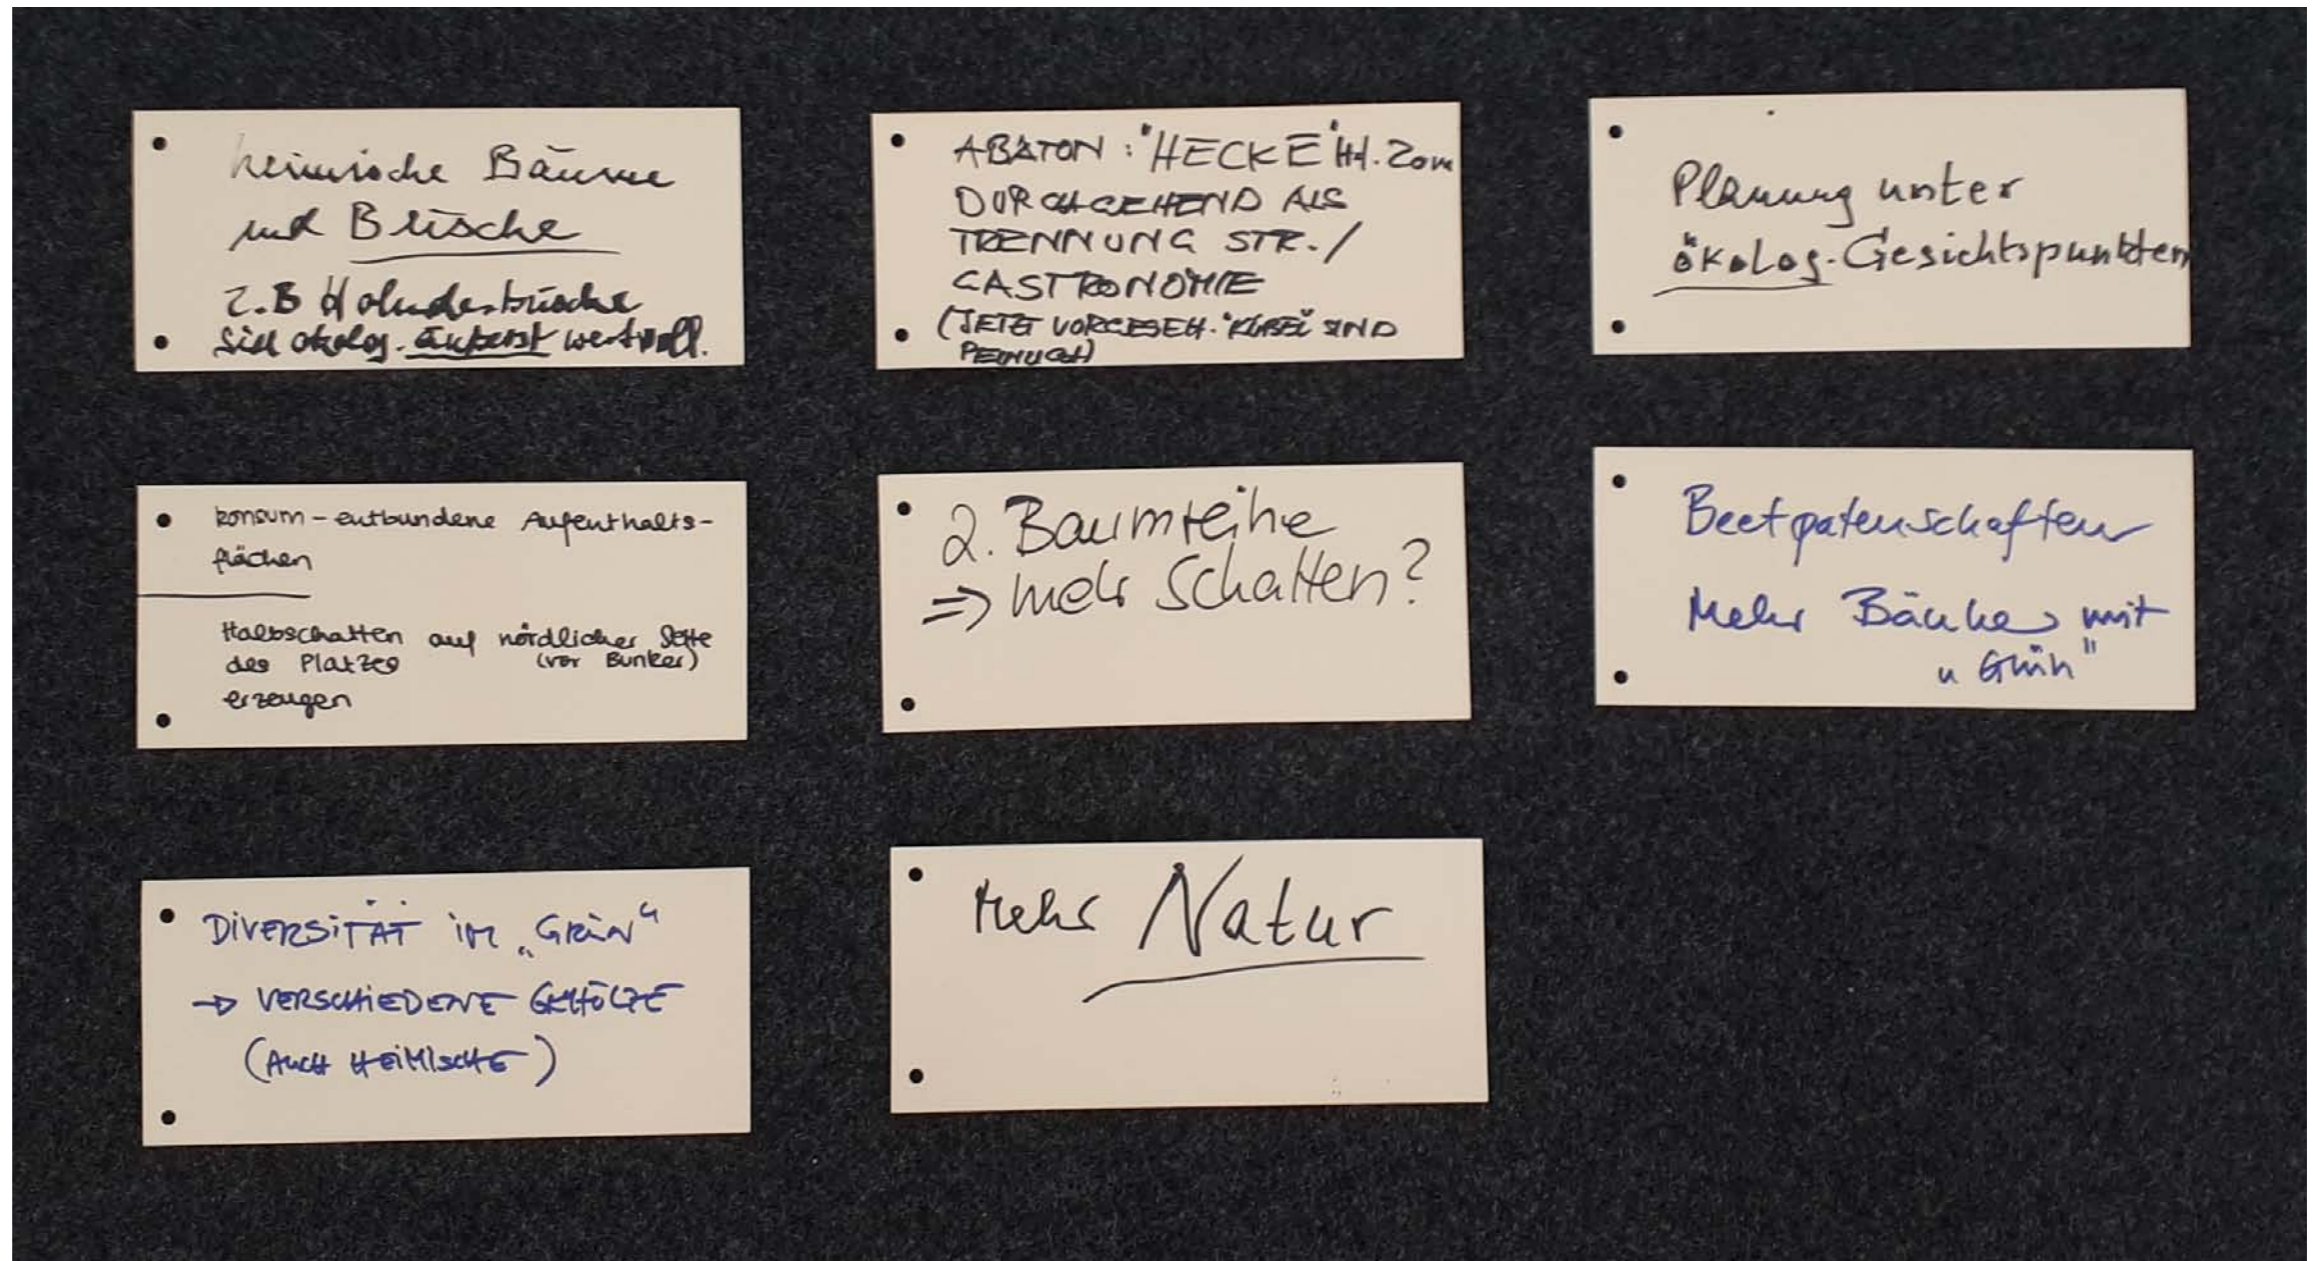 heimische Bäume
und Büsche
z.B Holunderbüsche
sind ökolog. äußerst wertvoll.
ABATON: "HECKE"
DURCHGEHEND ALS
TRENNUNG STR./
GASTRONOMIE
(JETZT VORGESEH. "KÜBEL" SIND
PEINLICH)
Planung unter
ökolog. Gesichtspunkten
konsum-entbundene Aufenthalts-
flächen
Halbschatten auf nördlicher Seite
des Platzes (vor Bunker)
erzeugen
2. Baumreihe
=> mehr Schatten?
Beetpatenschaften
Mehr Bänke mit
"Grün"
DIVERSITÄT IM „GRÜN“
→ VERSCHIEDENE GEHÖLZE
(AUCH HEIMISCHE)
Mehr Natur